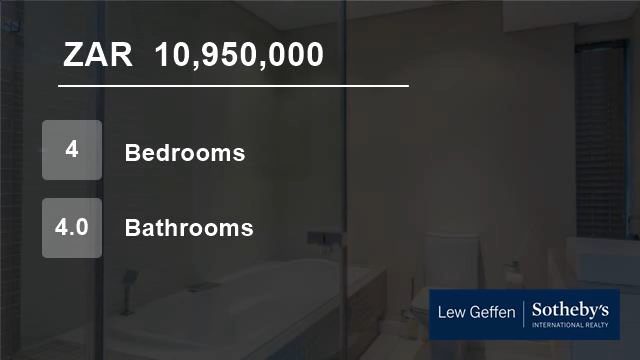 ZAR 10,950,000
4 Bedrooms
4.0 Bathrooms
Lew Geffen | Sotheby's
INTERNATIONAL REALTY